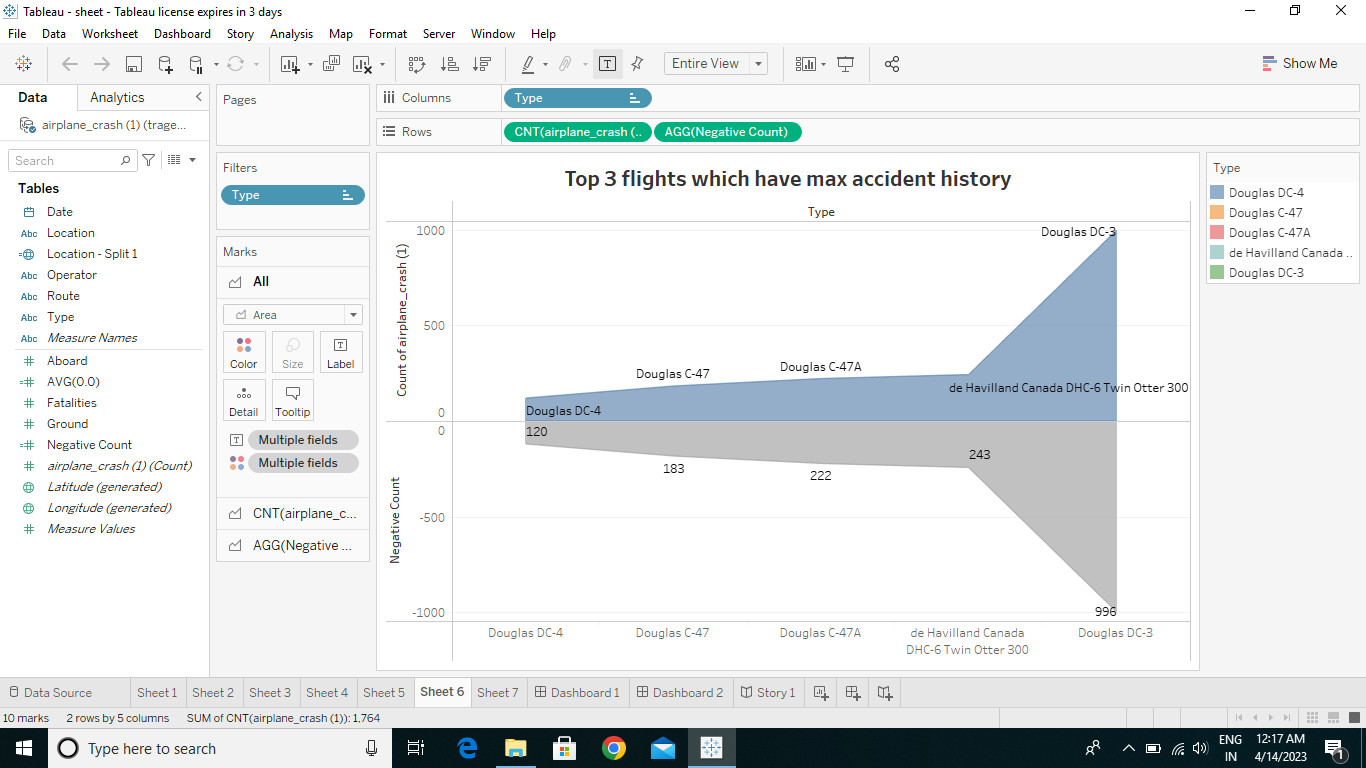 Tableau - sheet - Tableau license expires in 3 days
File Data Worksheet Dashboard Story Analysis Map Format Server Window Help
Entire View
Show Me
Data Analytics
airplane_crash (1) (trage...
Search
Tables
Date
Abc Location
Location - Split 1
Abc Operator
Abc Route
Abc Type
Abc Measure Names
Aboard
AVG(0.0)
Fatalities
Ground
Negative Count
airplane_crash (1) (Count)
Latitude (generated)
Longitude (generated)
Measure Values
Pages
Filters
Type
Marks
All
Area
Color Size Label
Detail Tooltip
Multiple fields
Multiple fields
CNT(airplane_c...
AGG(Negative ...
Columns Type
Rows CNT(airplane_crash (.. AGG(Negative Count)
Top 3 flights which have max accident history
Type
Count of airplane_crash (1)
1000
500
0
Douglas DC-3
Douglas C-47
Douglas C-47A
de Havilland Canada DHC-6 Twin Otter 300
Douglas DC-4
Negative Count
0
-500
-1000
120
183
222
243
996
Douglas DC-4
Douglas C-47
Douglas C-47A
de Havilland Canada
DHC-6 Twin Otter 300
Douglas DC-3
Type
Douglas DC-4
Douglas C-47
Douglas C-47A
de Havilland Canada ..
Douglas DC-3
Data Source Sheet 1 Sheet 2 Sheet 3 Sheet 4 Sheet 5 Sheet 6 Sheet 7 Dashboard 1 Dashboard 2 Story 1
10 marks 2 rows by 5 columns SUM of CNT(airplane_crash (1)): 1,764
Type here to search
ENG
IN
12:17 AM
4/14/2023
1